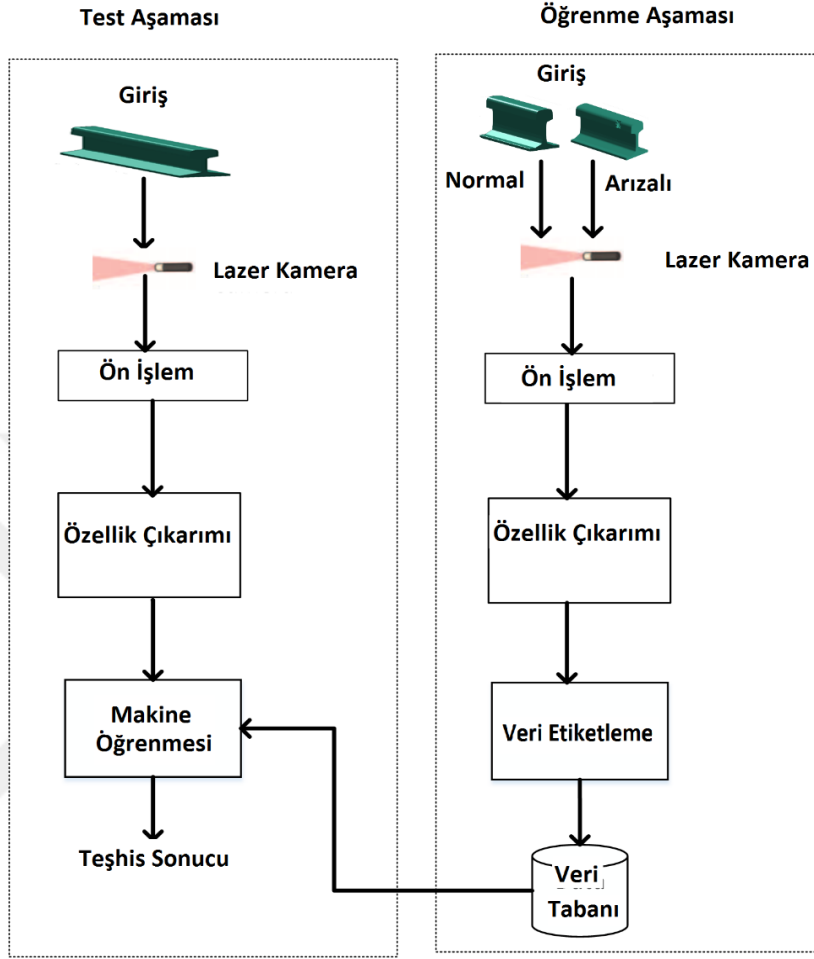 Test Aşaması
Giriş
Lazer Kamera
Ön İşlem
Özellik Çıkarımı
Makine
Öğrenmesi
Teşhis Sonucu
Öğrenme Aşaması
Giriş
Normal
Arızalı
Lazer Kamera
Ön İşlem
Özellik Çıkarımı
Veri Etiketleme
Veri
Tabanı